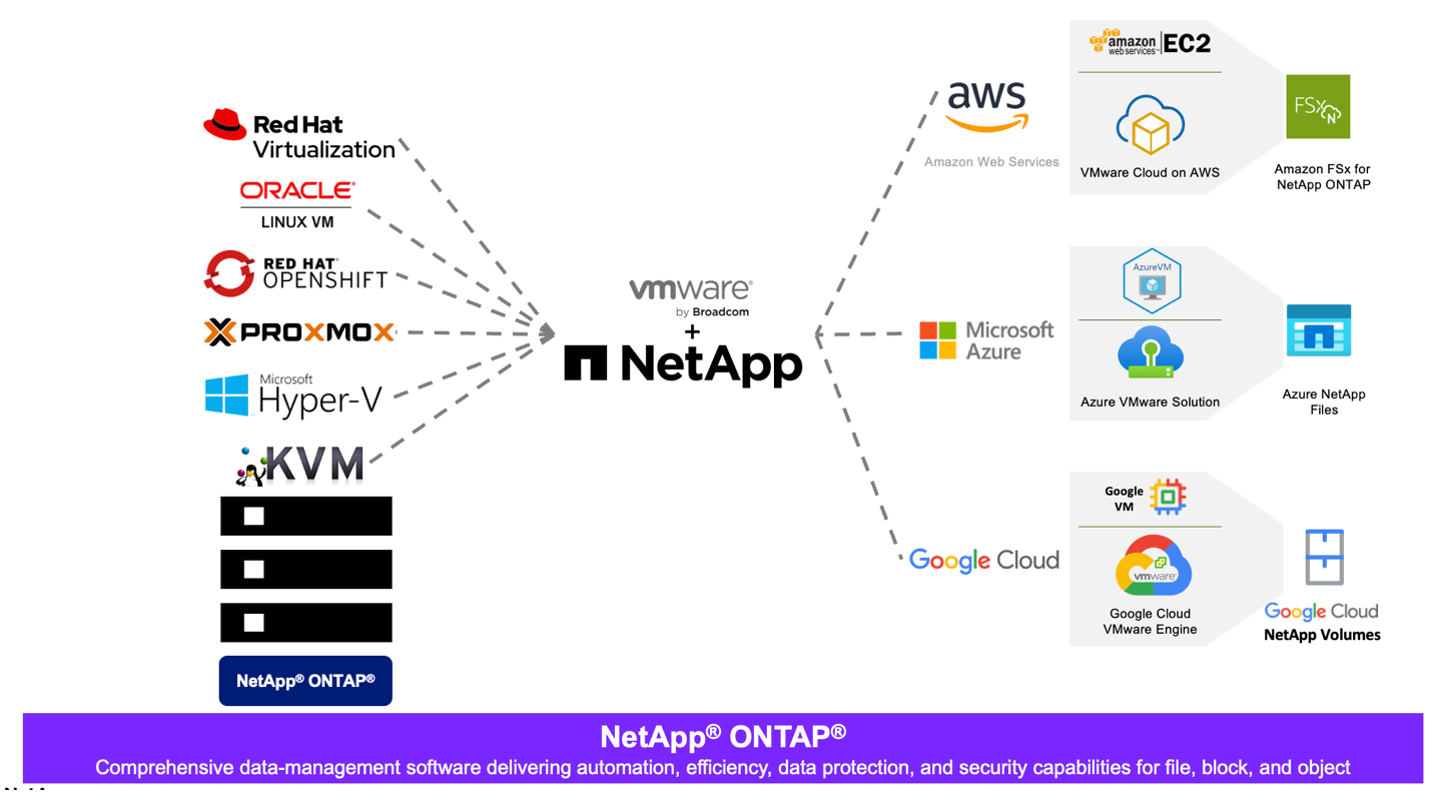 Red Hat
Virtualization
ORACLE®
LINUX VM
RED HAT®
OPENSHIFT
PROXMOX
Microsoft
Hyper-V
KVM
NetApp® ONTAP®
vmware®
by Broadcom
+
NetApp
aws
Amazon Web Services
amazon
webservices™
EC2
VMware Cloud on AWS
FSx
N
Amazon FSx for
NetApp ONTAP
Microsoft
Azure
AzureVM
Azure VMware Solution
Azure NetApp
Files
Google Cloud
Google
VM
vmware
Google Cloud
VMware Engine
Google Cloud
NetApp Volumes
NetApp® ONTAP®
Comprehensive data-management software delivering automation, efficiency, data protection, and security capabilities for file, block, and object